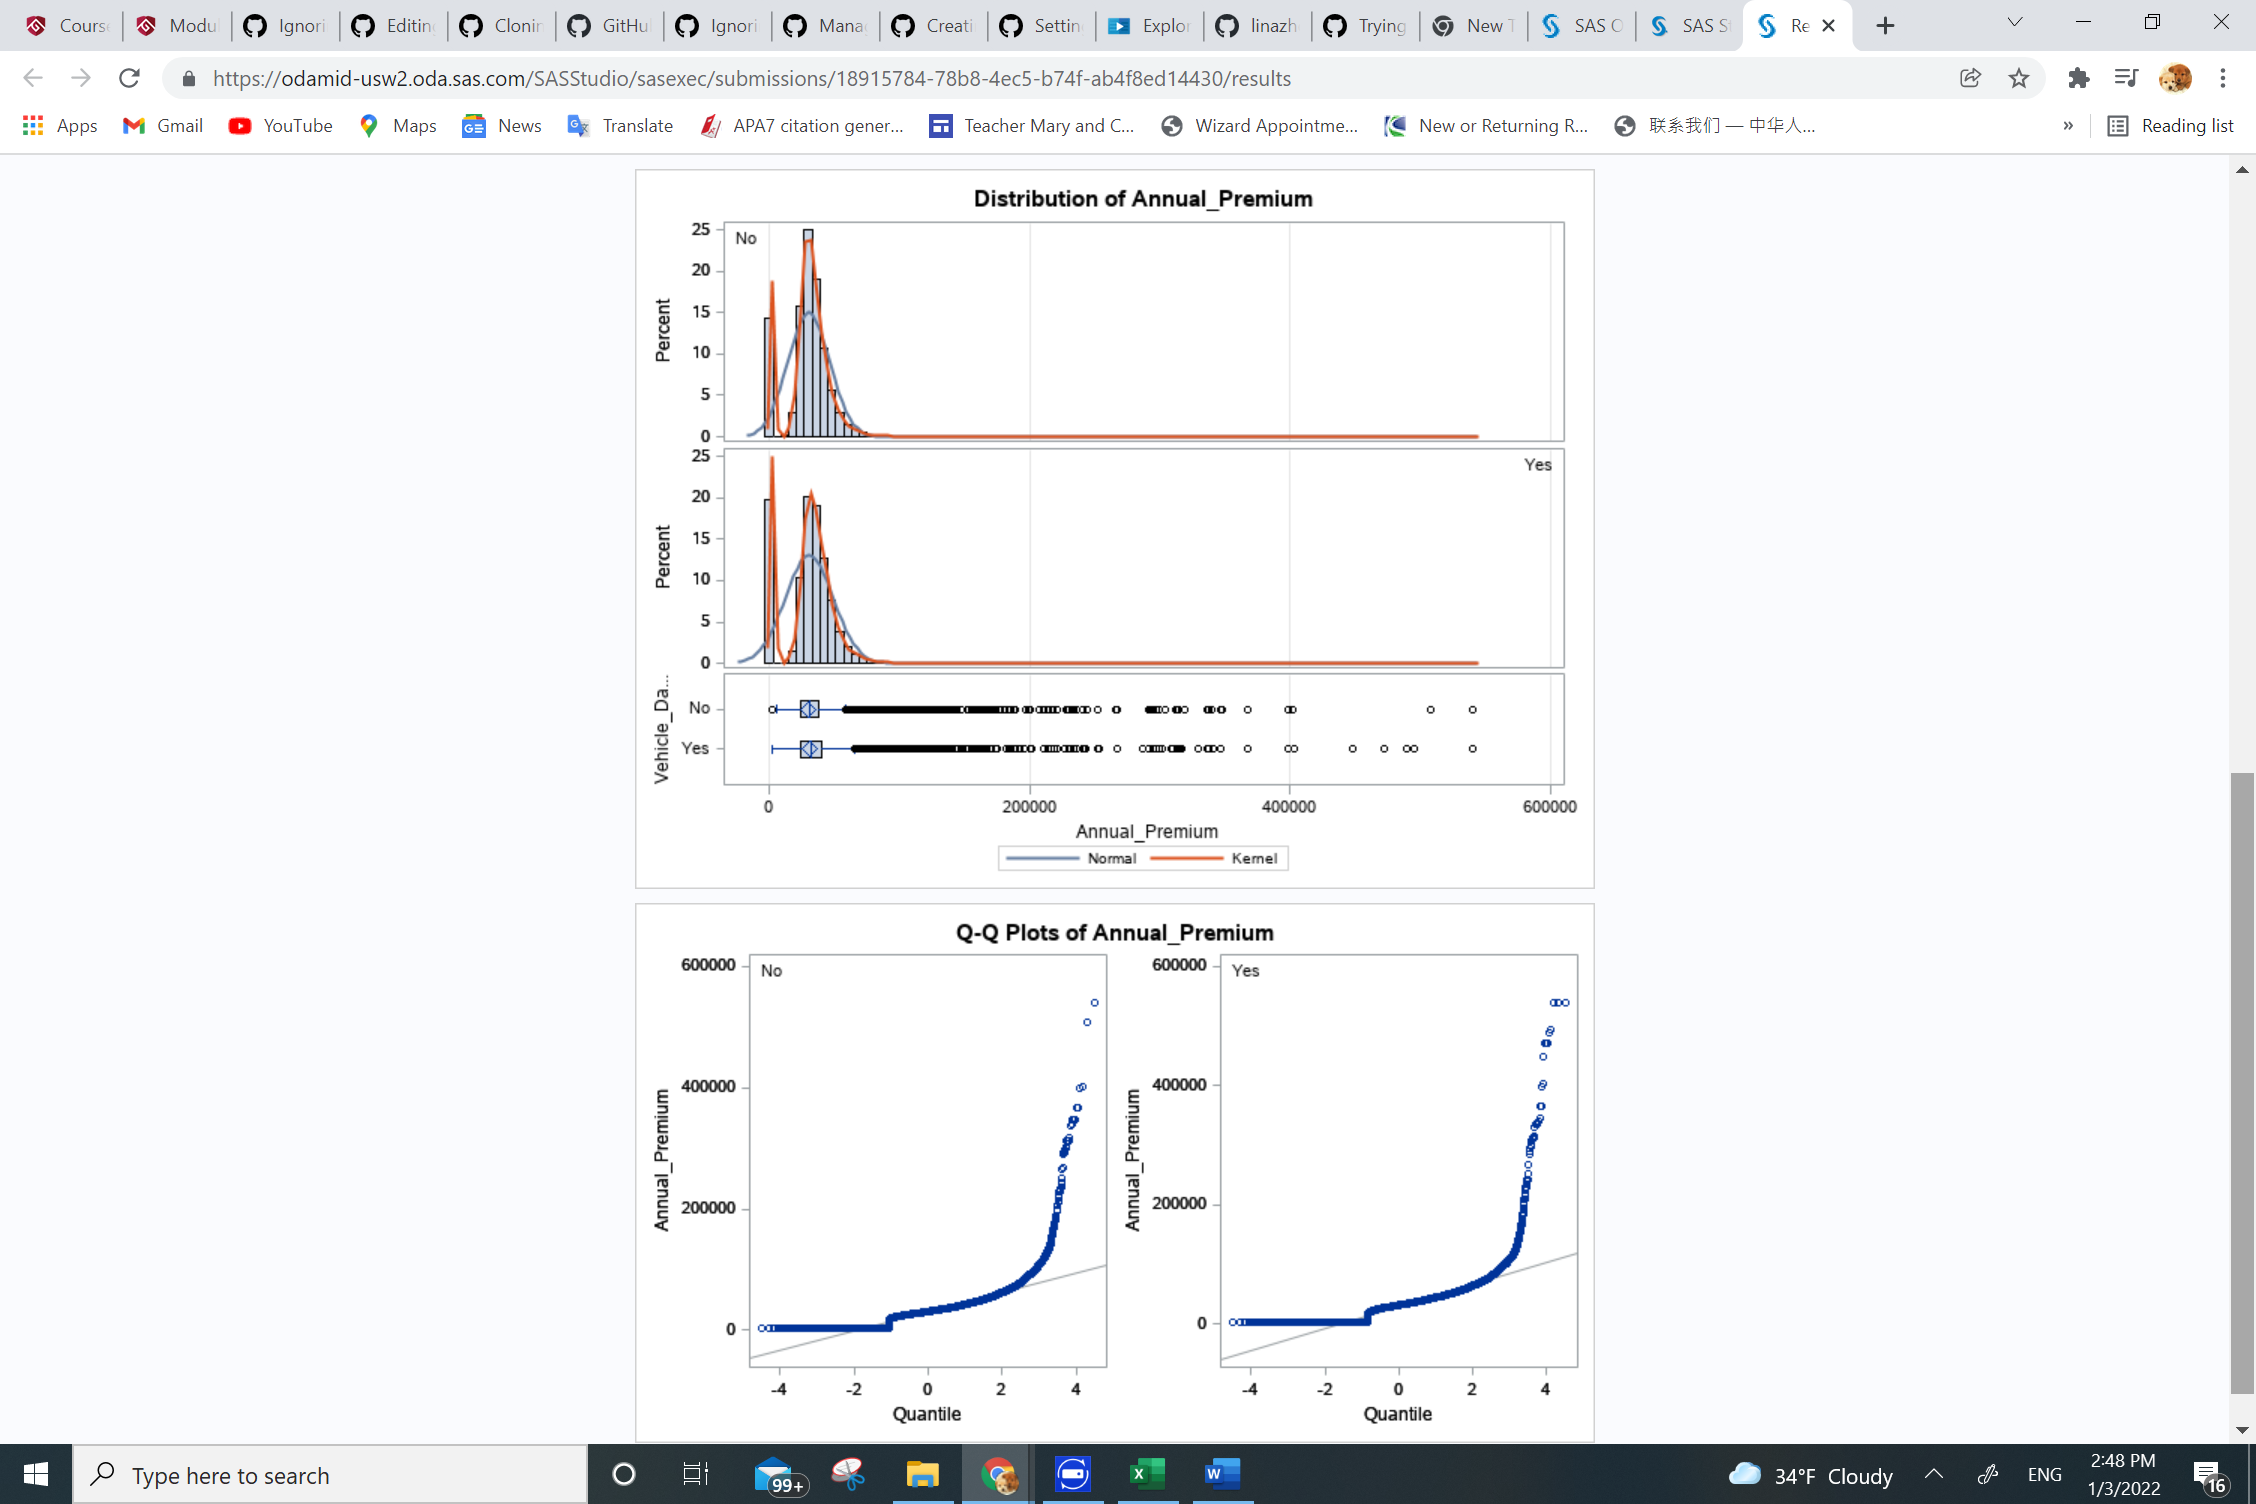 Cours
Modul
Ignori
Editing
Clonin
GitHu
Ignori
Mana
Creati
Settin
Explor
linazh
Trying
New T
SAS O
SAS St
Re
https://odamid-usw2.oda.sas.com/SASStudio/sasexec/submissions/18915784-78b8-4ec5-b74f-ab4f8ed14430/results
Apps
Gmail
YouTube
Maps
News
Translate
APA7 citation gener...
Teacher Mary and C...
Wizard Appointme...
New or Returning R...
联系我们 — 中华人...
»
Reading list
Distribution of Annual_Premium
25
20
15
10
5
0
Percent
No
25
20
15
10
5
0
Percent
Yes
Vehicle_Da...
No
Yes
0
200000
400000
600000
Annual_Premium
Normal
Kernel
Q-Q Plots of Annual_Premium
600000
400000
200000
0
Annual_Premium
No
-4
-2
0
2
4
Quantile
600000
400000
200000
0
Annual_Premium
Yes
-4
-2
0
2
4
Quantile
Type here to search
99+
34°F Cloudy
ENG
2:48 PM
1/3/2022
16